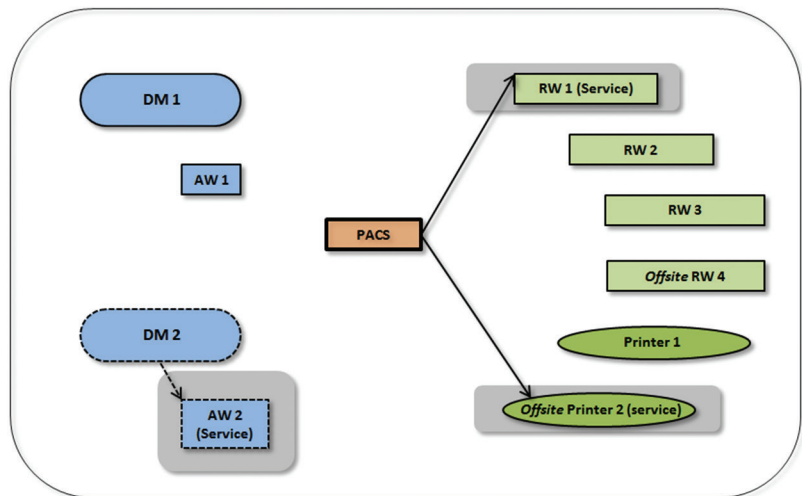 DM 1
AW 1
DM 2
AW 2
(Service)
PACS
RW 1 (Service)
RW 2
RW 3
Offsite RW 4
Printer 1
Offsite Printer 2 (service)